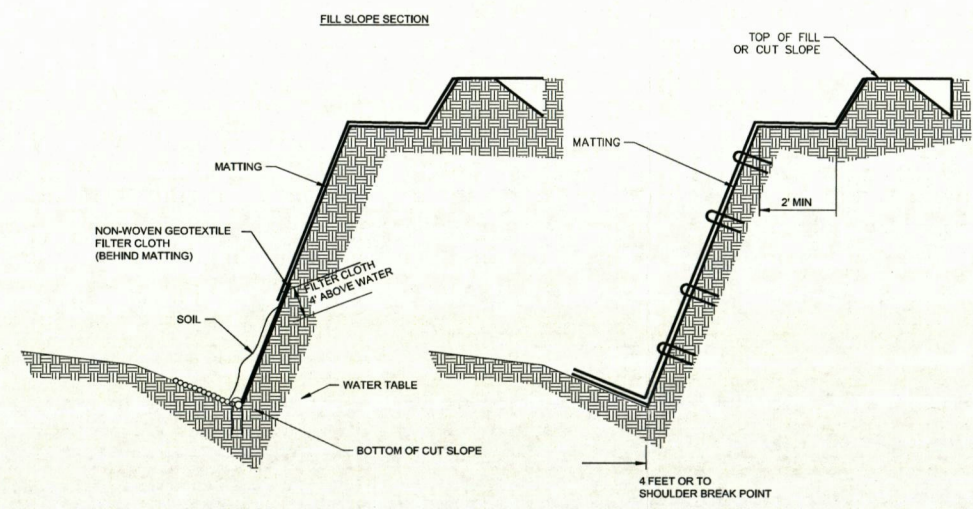 FILL SLOPE SECTION
MATTING
NON-WOVEN GEOTEXTILE
FILTER CLOTH
(BEHIND MATTING)
FILTER CLOTH
4' ABOVE WATER
SOIL
WATER TABLE
BOTTOM OF CUT SLOPE
TOP OF FILL
OR CUT SLOPE
MATTING
2' MIN
4 FEET OR TO
SHOULDER BREAK POINT